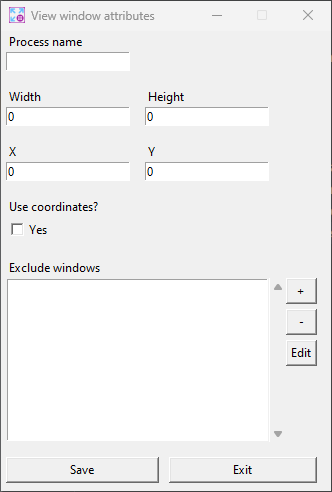 View window attributes
Process name
Width Height
0 0
X Y
0 0
Use coordinates?
Yes
Exclude windows
+
-
Edit
Save Exit